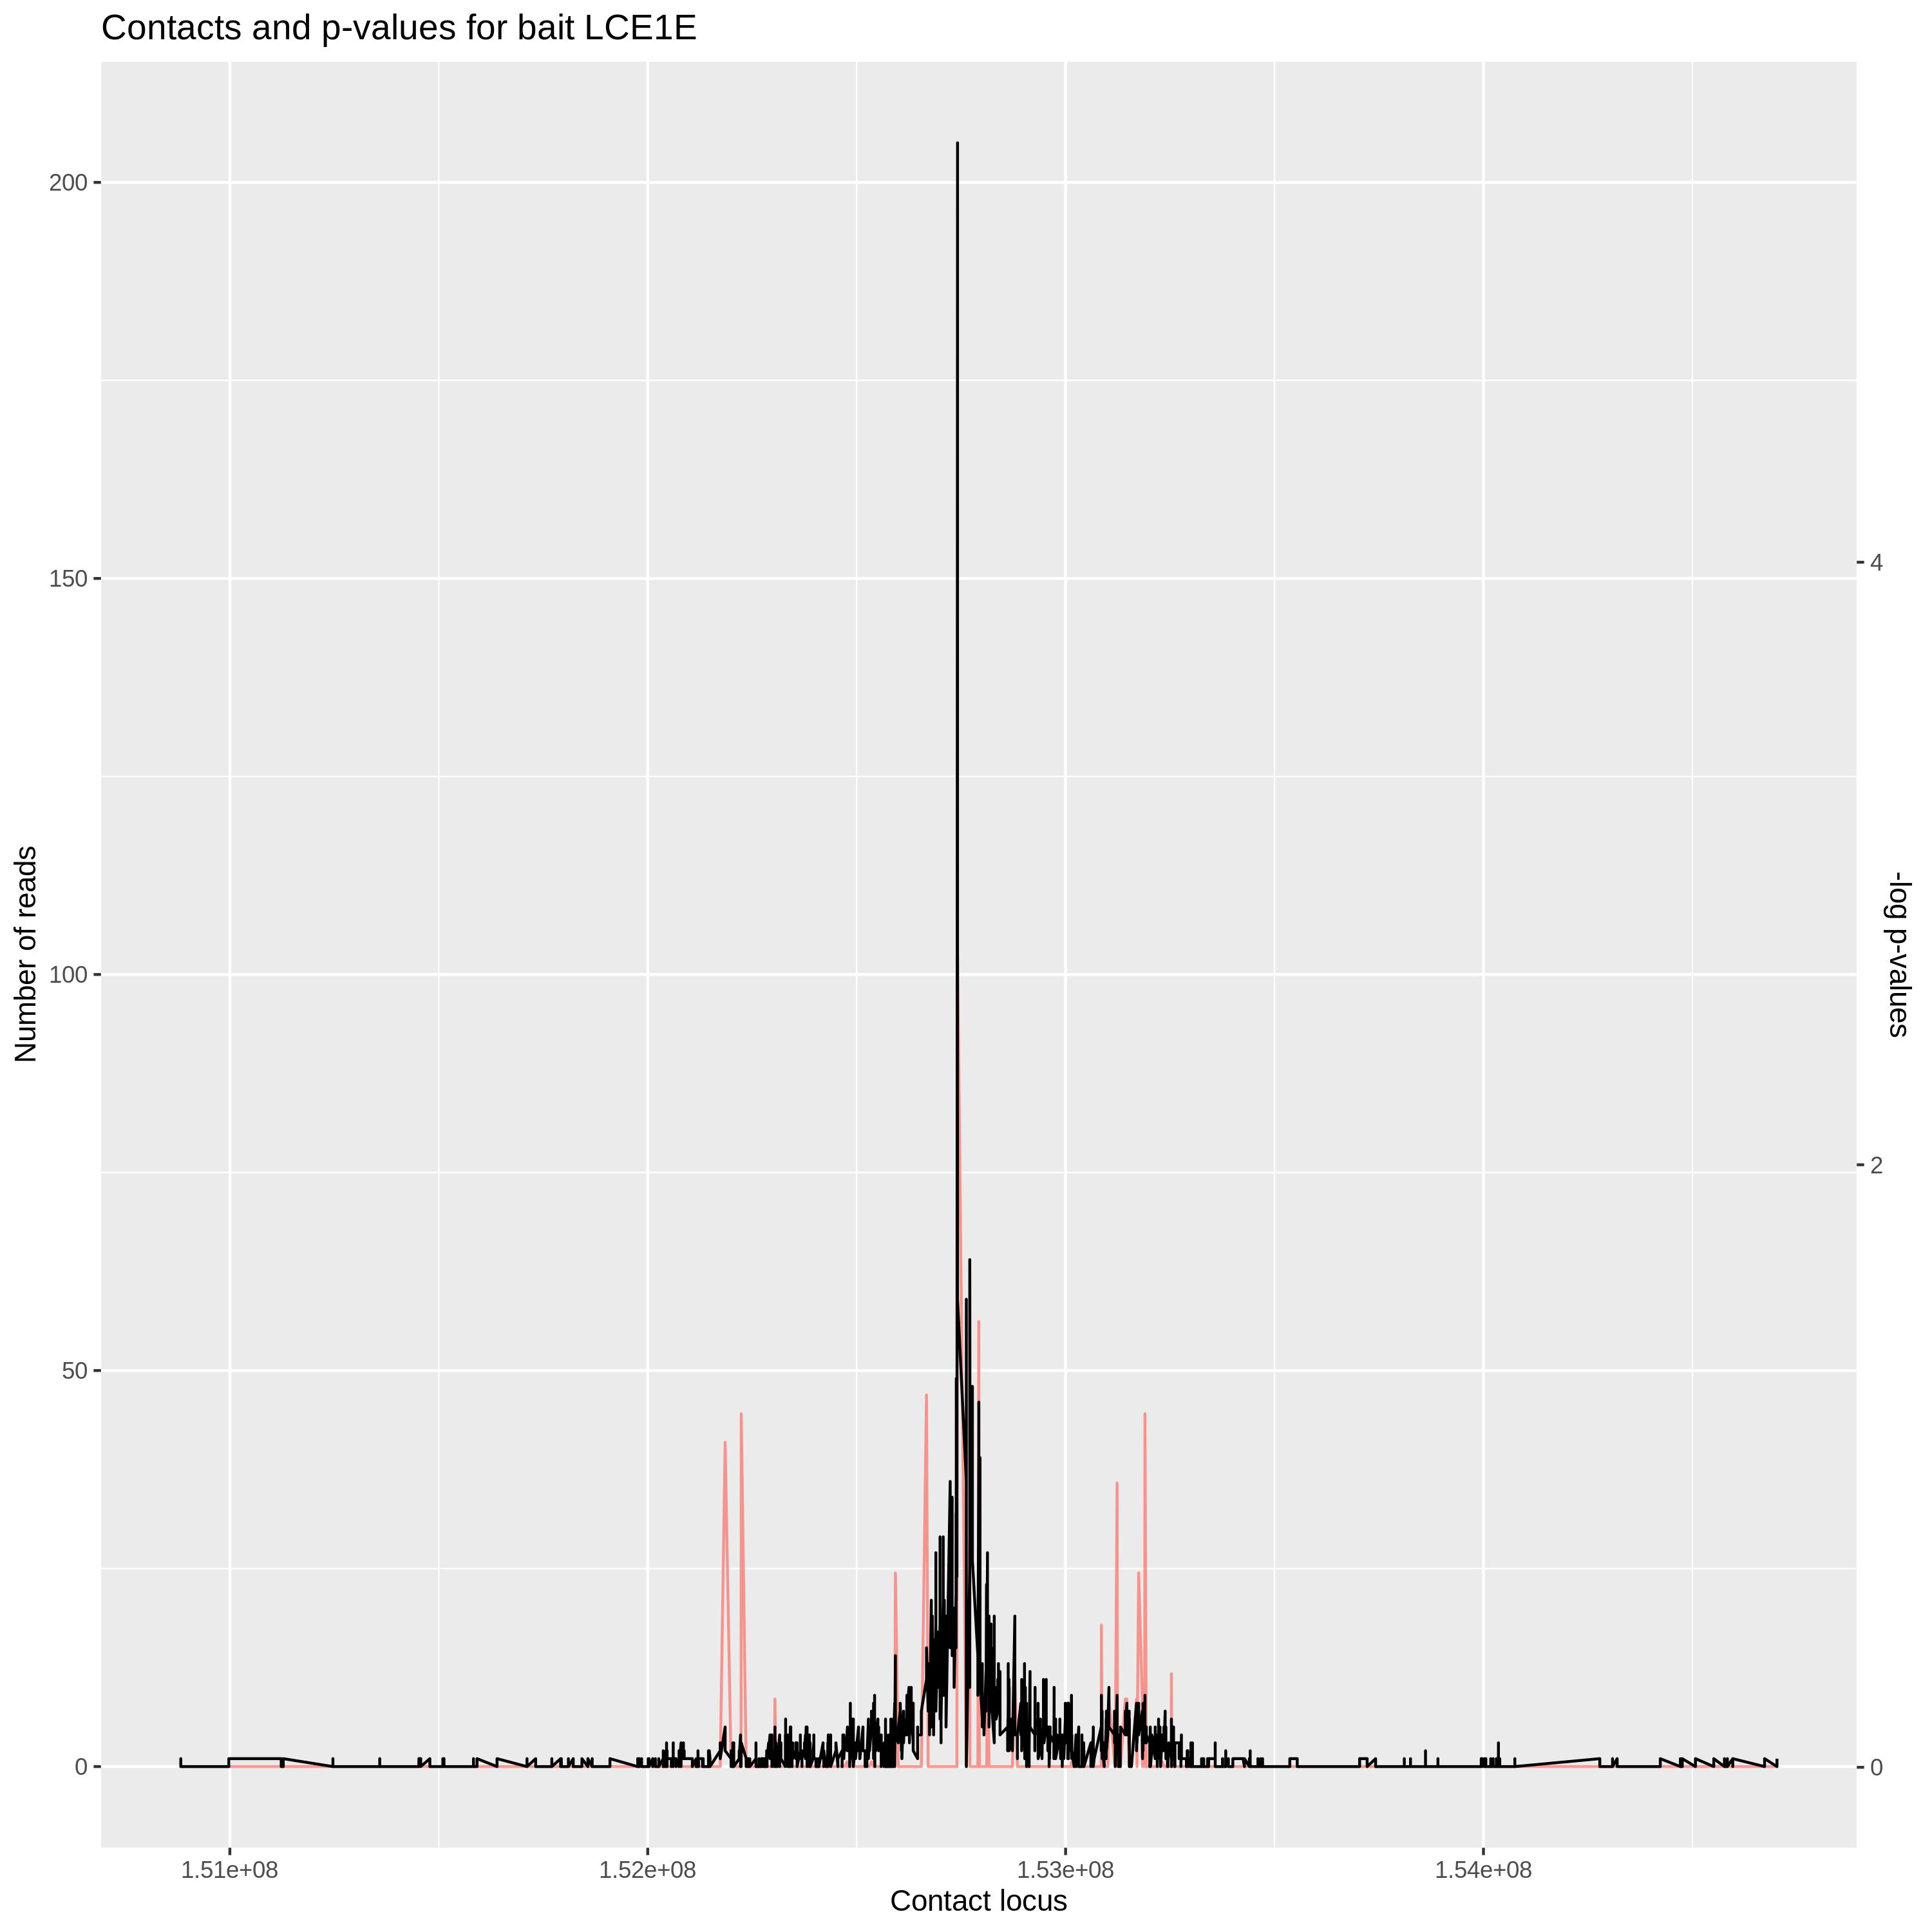 Contacts and p-values for bait LCE1E
200
150
100
50
0
Number of reads
4
2
0
-log p-values
1.51e+08
1.52e+08
1.53e+08
1.54e+08
Contact locus